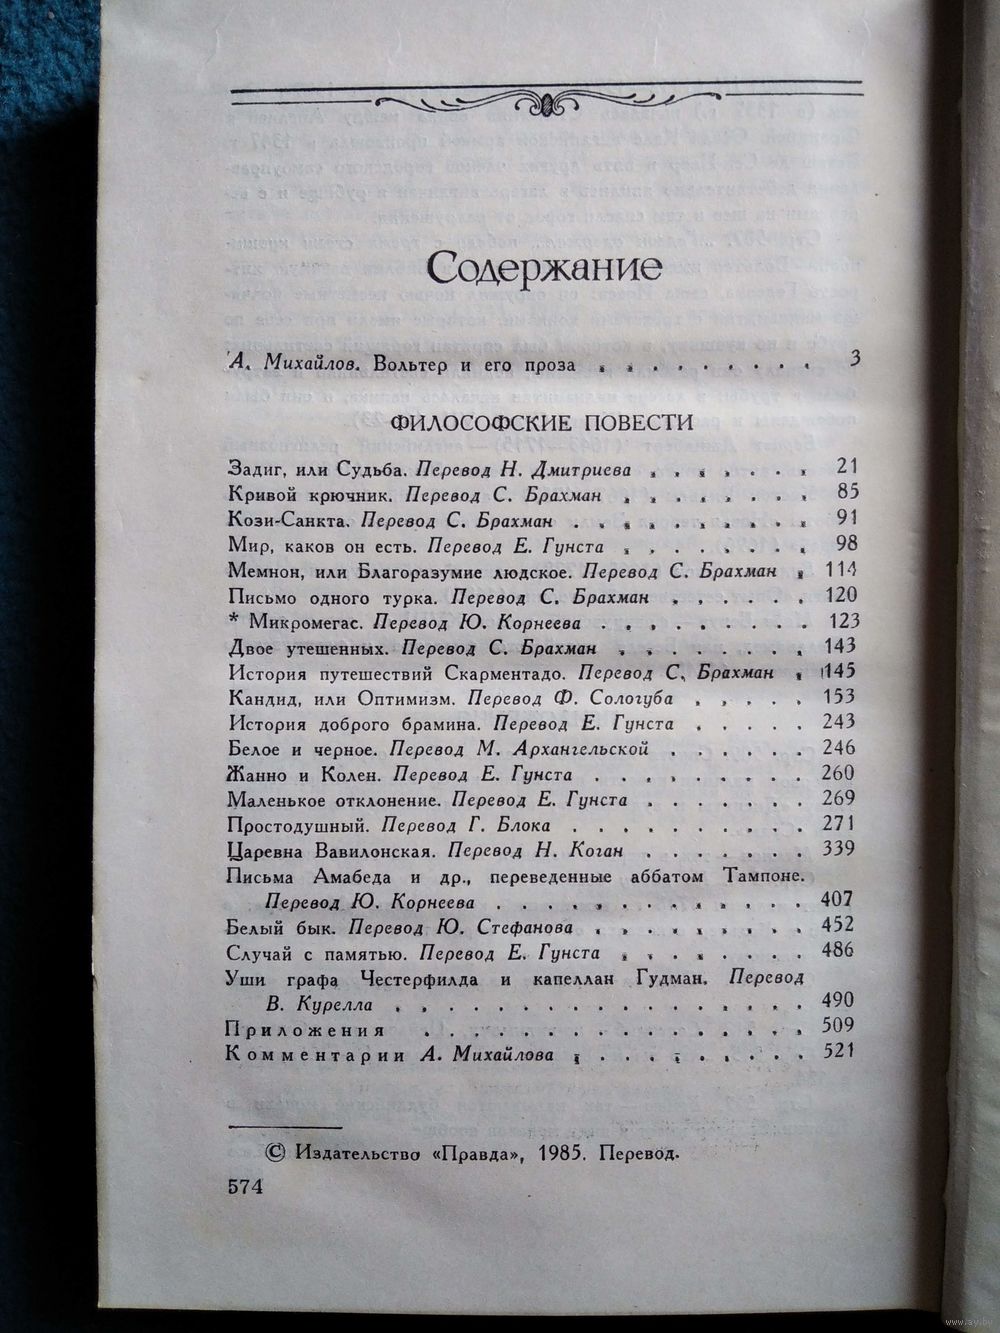 Содержание
А. Михайлов. Вольтер и его проза . . . . . . . . 3
ФИЛОСОФСКИЕ ПОВЕСТИ
Задиг, или Судьба. Перевод Н. Дмитриева . . . . . . . 21
Кривой крючник. Перевод С. Брахман . . . . . . . . 85
Кози-Санкта. Перевод С. Брахман . . . . . . . . . . 91
Мир, каков он есть. Перевод Е. Гунста . . . . . . . . 98
Мемнон, или Благоразумие людское. Перевод С. Брахман . 114
Письмо одного турка. Перевод С. Брахман . . . . . . 120
* Микромегас. Перевод Ю. Корнеева . . . . . . . . . 123
Двое утешенных. Перевод С. Брахман . . . . . . . . 143
История путешествий Скарментадо. Перевод С. Брахман . 145
Кандид, или Оптимизм. Перевод Ф. Сологуба . . . . . 153
История доброго брамина. Перевод Е. Гунста . . . . . 243
Белое и черное. Перевод М. Архангельской . . . . . . 246
Жанно и Колен. Перевод Е. Гунста . . . . . . . . . 260
Маленькое отклонение. Перевод Е. Гунста . . . . . . . 269
Простодушный. Перевод Г. Блока . . . . . . . . . . 271
Царевна Вавилонская. Перевод Н. Коган . . . . . . . 339
Письма Амабеда и др., переведенные аббатом Тампоне.
Перевод Ю. Корнеева . . . . . . . . . . . . . 407
Белый бык. Перевод Ю. Стефанова . . . . . . . . . 452
Случай с памятью. Перевод Е. Гунста . . . . . . . . 486
Уши графа Честерфилда и капеллан Гудман. Перевод
В. Курелла . . . . . . . . . . . . . . . . . 490
Приложения . . . . . . . . . . . . . . . . 509
Комментарии А. Михайлова . . . . . . . . . . 521
© Издательство «Правда», 1985. Перевод.
574
www.ay.by